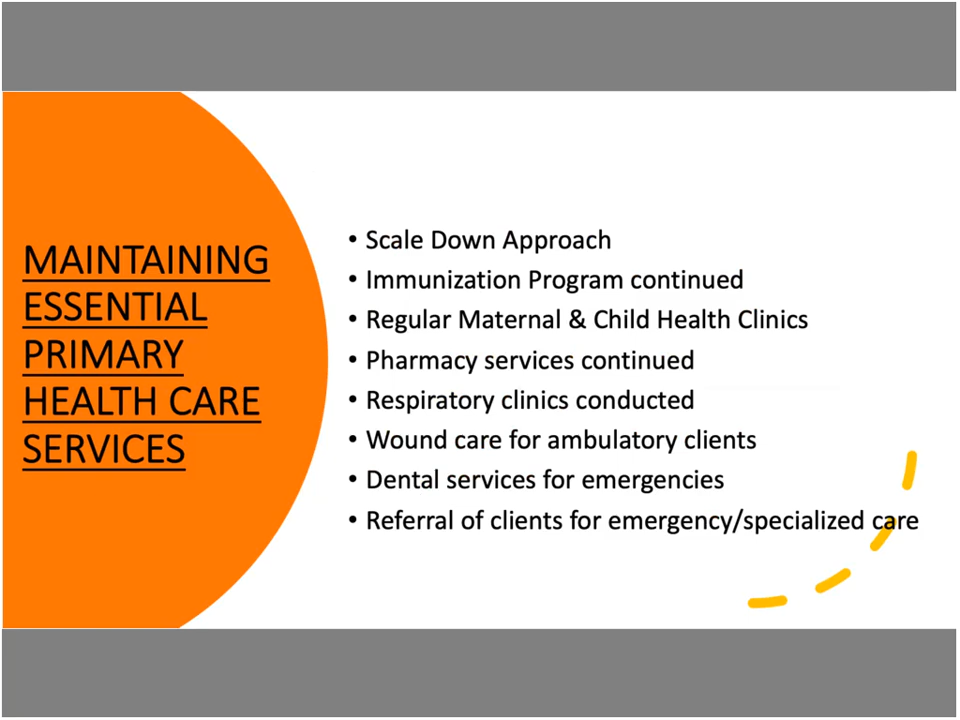 MAINTAINING
ESSENTIAL
PRIMARY
HEALTH CARE
SERVICES
• Scale Down Approach
• Immunization Program continued
• Regular Maternal & Child Health Clinics
• Pharmacy services continued
• Respiratory clinics conducted
• Wound care for ambulatory clients
• Dental services for emergencies
• Referral of clients for emergency/specialized care